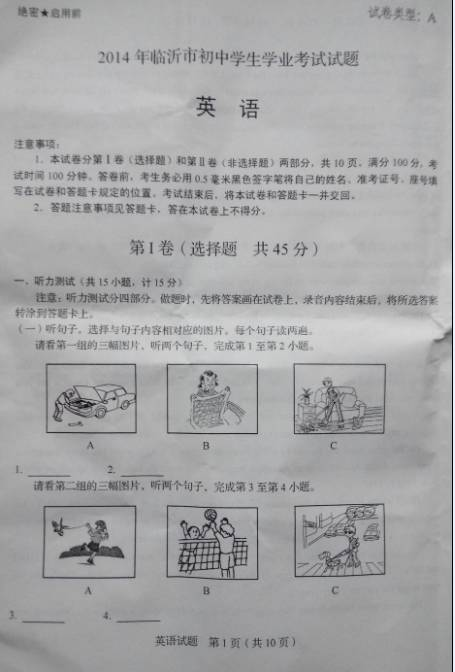 绝密★启用前
试卷类型：A
2014年临沂市初中学生学业考试试题
英 语
注意事项：
1．本试卷分第Ⅰ卷（选择题）和第Ⅱ卷（非选择题）两部分，共10页，满分100分，考
试时间100分钟。答卷前，考生务必用0.5毫米黑色签字笔将自己的姓名、准考证号、座号填
写在试卷和答题卡规定的位置。考试结束后，将本试卷和答题卡一并交回。
2．答题注意事项见答题卡，答在本试卷上不得分。
第Ⅰ卷（选择题 共45分）
一、听力测试（共15小题，计15分）
注意：听力测试分四部分。做题时，先将答案画在试卷上，录音内容结束后，将所选答案
转涂到答题卡上。
（一）听句子，选择与句子内容相对应的图片。每个句子读两遍。
请看第一组的三幅图片，听两个句子，完成第1至第2小题。
A B C
1. ______ 2. ______
请看第二组的三幅图片，听两个句子，完成第3至第4小题。
A B C
3. ______ 4. ______
英语试题 第1页（共10页）